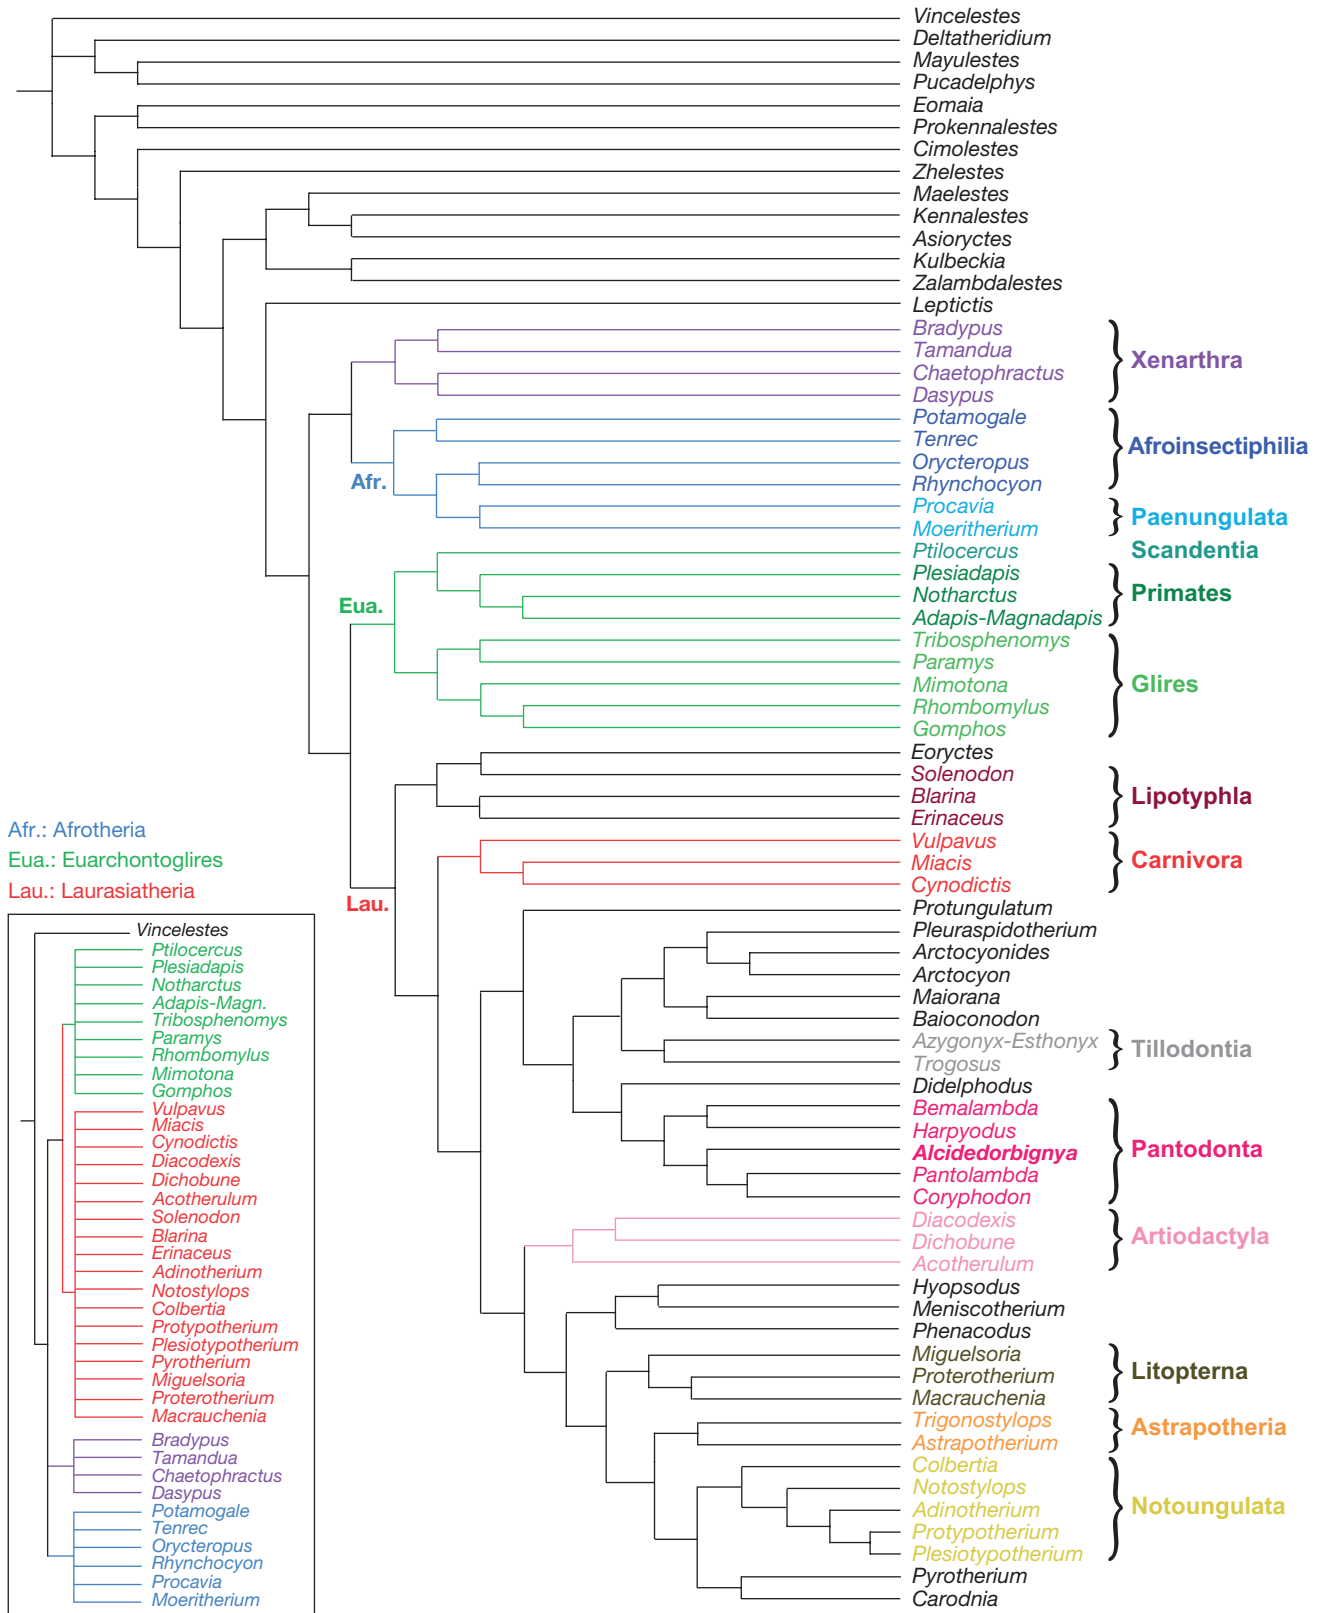 Vincelestes
Deltatheridium
Mayulestes
Pucadelphys
Eomaia
Prokennalestes
Cimolestes
Zhelestes
Maelestes
Kennalestes
Asioryctes
Kulbeckia
Zalambdalestes
Leptictis
Bradypus
Tamandua
Chaetophractus
Dasypus
Xenarthra
Potamogale
Tenrec
Orycteropus
Rhynchocyon
Afroinsectiphilia
Afr.
Procavia
Moeritherium
Paenungulata
Ptilocercus
Scandentia
Plesiadapis
Notharctus
Adapis-Magnadapis
Primates
Eua.
Tribosphenomys
Paramys
Mimotona
Rhombomylus
Gomphos
Glires
Eoryctes
Solenodon
Blarina
Erinaceus
Lipotyphla
Vulpavus
Miacis
Cynodictis
Carnivora
Lau.
Protungulatum
Pleuraspidotherium
Arctocyonides
Arctocyon
Maiorana
Baioconodon
Azygonyx-Esthonyx
Trogosus
Tillodontia
Didelphodus
Bemalambda
Harpyodus
Alcidedorbignya
Pantolambda
Coryphodon
Pantodonta
Diacodexis
Dichobune
Acotherulum
Artiodactyla
Hyopsodus
Meniscotherium
Phenacodus
Miguelsoria
Proterotherium
Macrauchenia
Litopterna
Trigonostylops
Astrapotherium
Astrapotheria
Colbertia
Notostylops
Adinotherium
Protypotherium
Plesiotypotherium
Notoungulata
Pyrotherium
Carodnia
Afr.: Afrotheria
Eua.: Euarchontoglires
Lau.: Laurasiatheria
Vincelestes
Ptilocercus
Plesiadapis
Notharctus
Adapis-Magn.
Tribosphenomys
Paramys
Rhombomylus
Mimotona
Gomphos
Vulpavus
Miacis
Cynodictis
Diacodexis
Dichobune
Acotherulum
Solenodon
Blarina
Erinaceus
Adinotherium
Notostylops
Colbertia
Protypotherium
Plesiotypotherium
Pyrotherium
Miguelsoria
Proterotherium
Macrauchenia
Bradypus
Tamandua
Chaetophractus
Dasypus
Potamogale
Tenrec
Orycteropus
Rhynchocyon
Procavia
Moeritherium